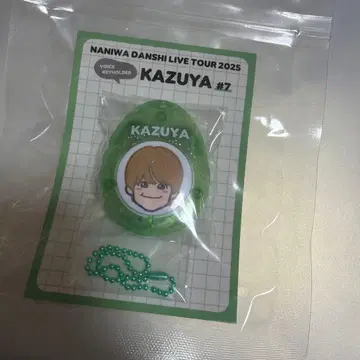 NANIWA DANSHI LIVE TOUR 2025
VOICE
KEYHOLDER
KAZUYA #7
KAZUYA